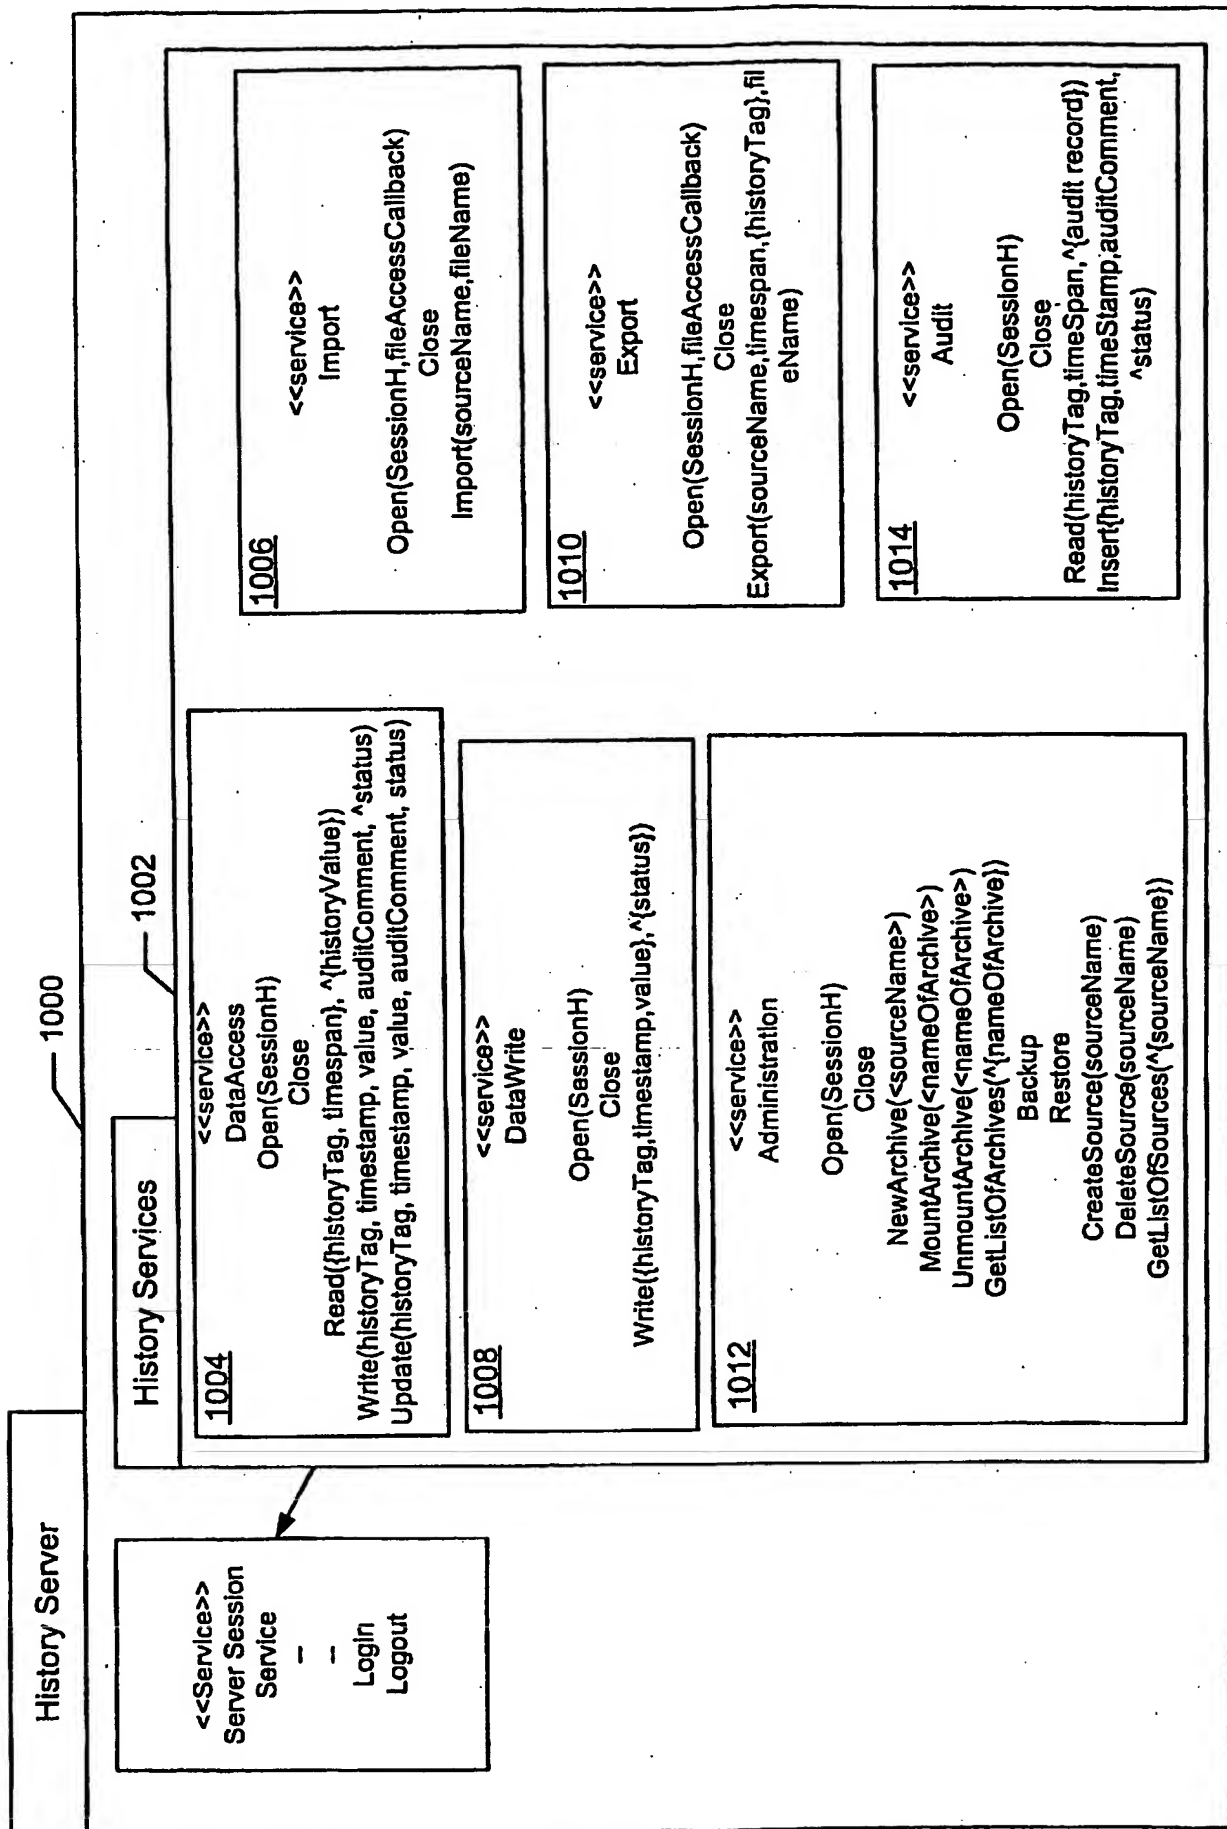 History Server
1000
<<Service>>
Server Session
Service
--
--
Login
Logout
History Services
1002
1004
<<service>>
DataAccess
Open(SessionH)
Close
Read({historyTag, timespan}, ^{historyValue})
Write(historyTag, timestamp, value, auditComment, ^status)
Update(historyTag, timestamp, value, auditComment, status)
1006
<<service>>
Import
Open(SessionH,fileAccessCallback)
Close
Import(sourceName,fileName)
1008
<<service>>
DataWrite
Open(SessionH)
Close
Write({historyTag,timestamp,value},^{status})
1010
<<service>>
Export
Open(SessionH,fileAccessCallback)
Close
Export(sourceName,timespan,{historyTag},fil
eName)
1012
<<service>>
Administration
Open(SessionH)
Close
NewArchive(<sourceName>)
MountArchive(<nameOfArchive>)
UnmountArchive(<nameOfArchive>)
GetListOfArchives(^{nameOfArchive})
Backup
Restore
CreateSource(sourceName)
DeleteSource(sourceName)
GetListOfSources(^{sourceName})
1014
<<service>>
Audit
Open(SessionH)
Close
Read(historyTag,timeSpan,^{audit record})
Insert{historyTag,timeStamp,auditComment,
^status)